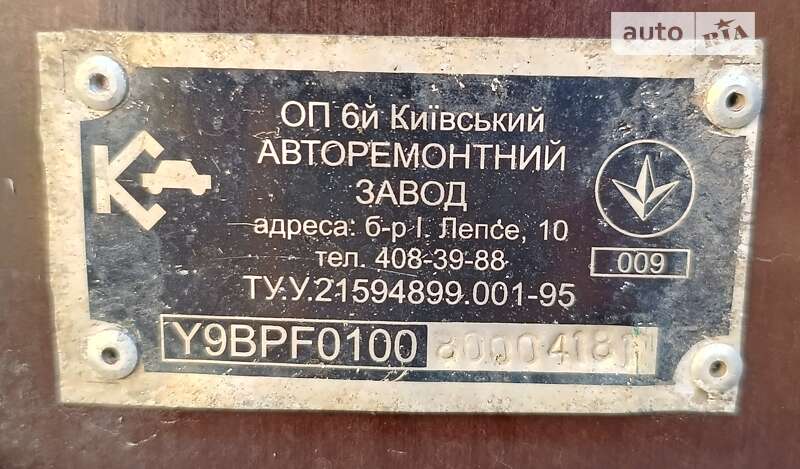 auto RIA
ОП 6й Київський
АВТОРЕМОНТНИЙ
ЗАВОД
адреса: б-р І. Лепсе, 10
тел. 408-39-88
009
ТУ.У.21594899.001-95
Y9BPF0100